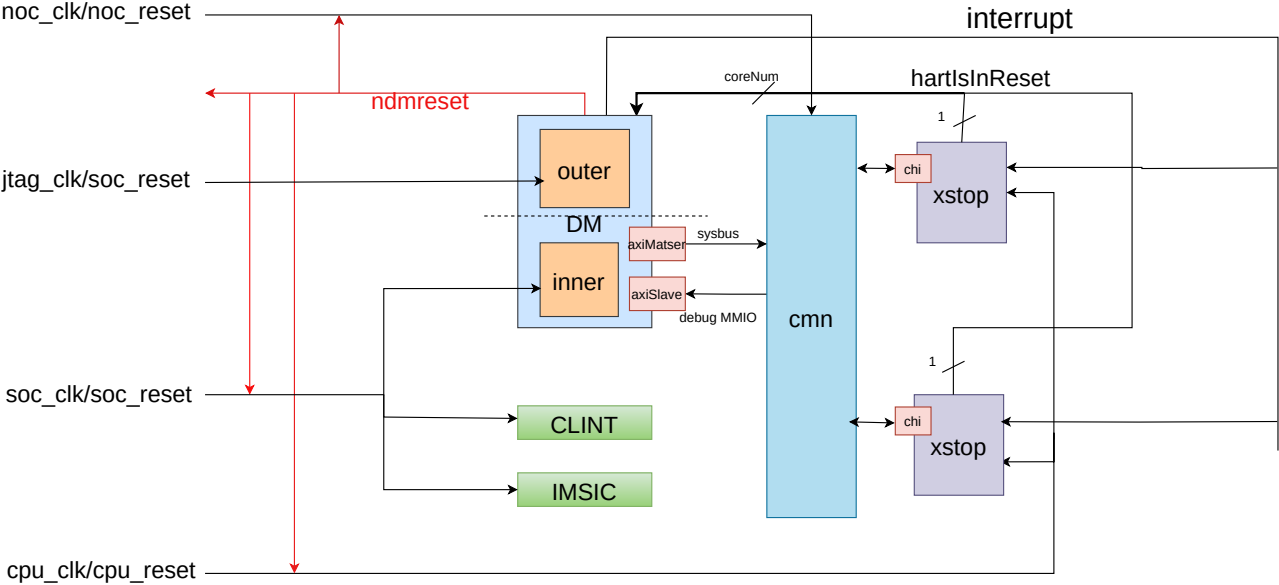 noc_clk/noc_reset
interrupt
coreNum
hartIsInReset
ndmreset
1
outer
jtag_clk/soc_reset
chi
xstop
DM
axiMatser
sysbus
inner
axiSlave
debug MMIO
cmn
1
soc_clk/soc_reset
CLINT
chi
xstop
IMSIC
cpu_clk/cpu_reset